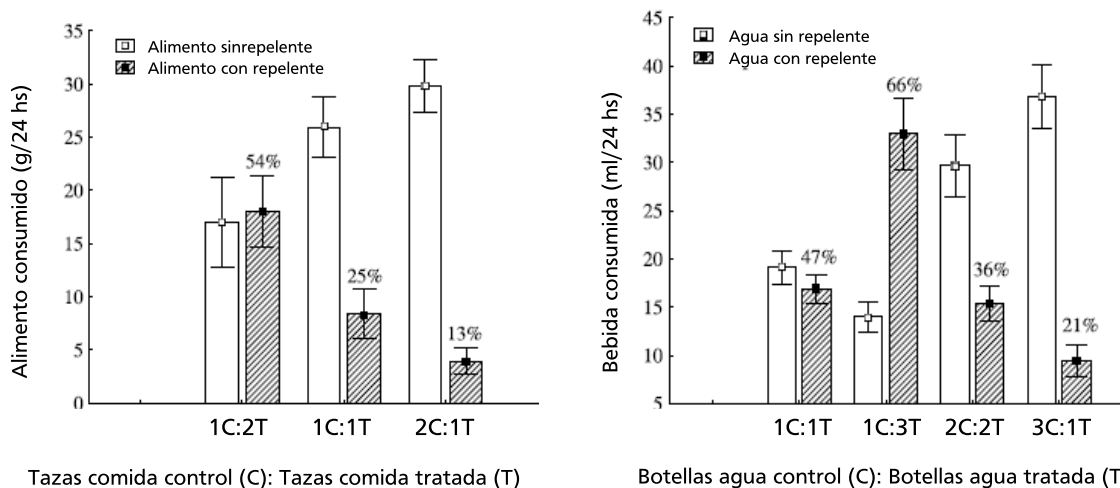 Alimento consumido (g/24 hs)
35
30
25
20
15
10
5
0
Alimento sinrepelente
Alimento con repelente
54%
25%
13%
1C:2T
1C:1T
2C:1T
Tazas comida control (C): Tazas comida tratada (T)
Bebida consumida (ml/24 hs)
45
40
35
30
25
20
15
10
5
Agua sin repelente
Agua con repelente
47%
66%
36%
21%
1C:1T
1C:3T
2C:2T
3C:1T
Botellas agua control (C): Botellas agua tratada (T